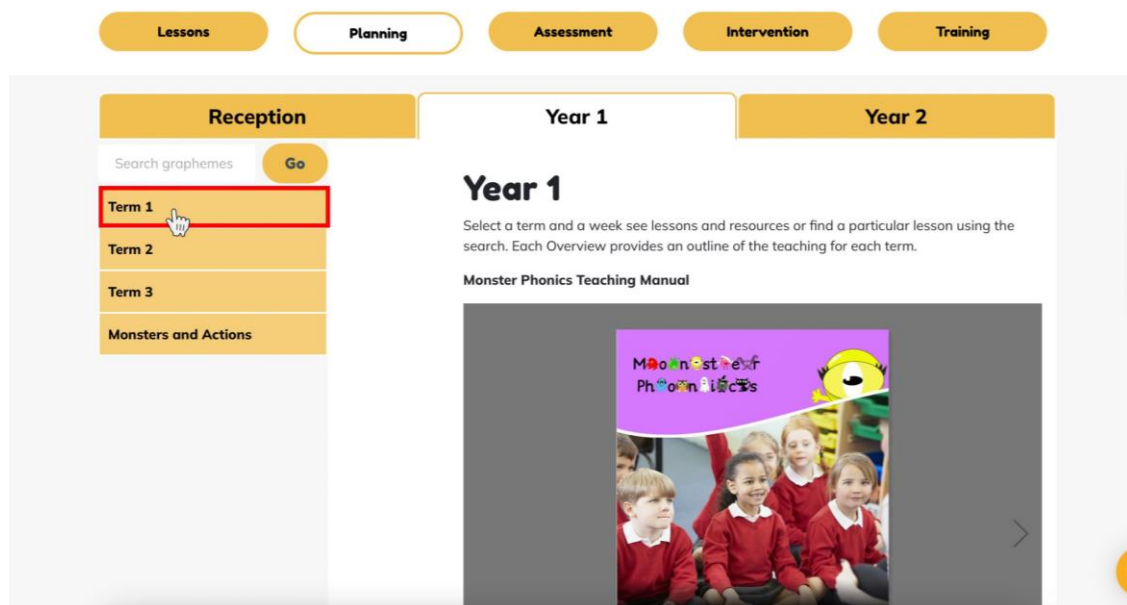 Lessons
Planning
Assessment
Intervention
Training
Reception
Year 1
Year 2
Search graphemes
Go
Term 1
Term 2
Term 3
Monsters and Actions
Year 1
Select a term and a week see lessons and resources or find a particular lesson using the
search. Each Overview provides an outline of the teaching for each term.
Monster Phonics Teaching Manual
Monster
Phonics